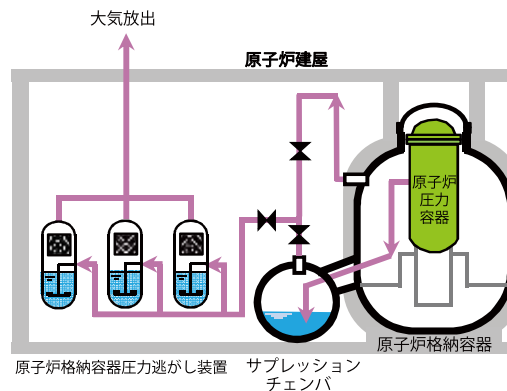 大気放出
原子炉建屋
原子炉
圧力
容器
原子炉格納容器
原子炉格納容器圧力逃がし装置
サプレッション
チェンバ